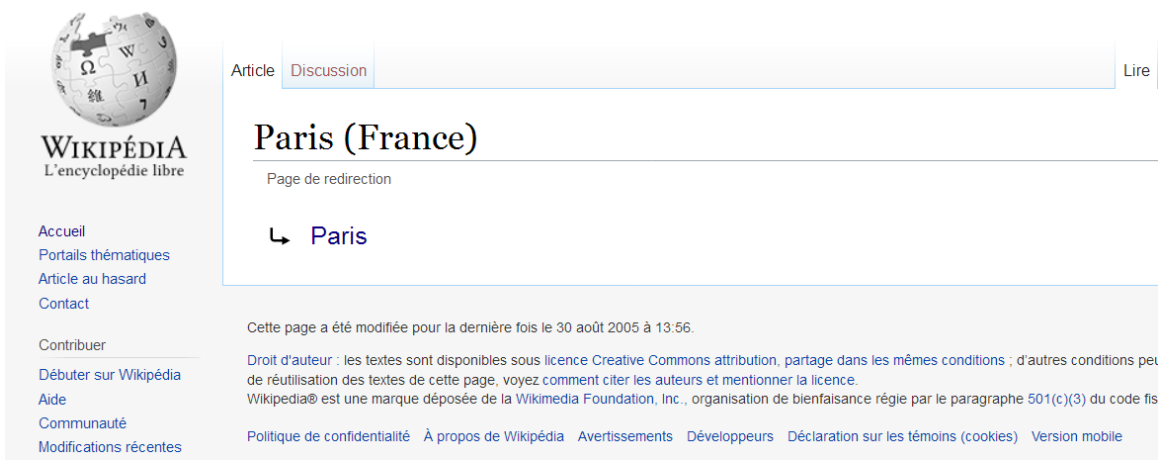 WIKIPÉDIA
L'encyclopédie libre
Accueil
Portails thématiques
Article au hasard
Contact
Contribuer
Débuter sur Wikipédia
Aide
Communauté
Modifications récentes
Article Discussion
Lire
Paris (France)
Page de redirection
Paris
Cette page a été modifiée pour la dernière fois le 30 août 2005 à 13:56.
Droit d'auteur : les textes sont disponibles sous licence Creative Commons attribution, partage dans les mêmes conditions ; d'autres conditions peu
de réutilisation des textes de cette page, voyez comment citer les auteurs et mentionner la licence.
Wikipedia® est une marque déposée de la Wikimedia Foundation, Inc., organisation de bienfaisance régie par le paragraphe 501(c)(3) du code fis
Politique de confidentialité À propos de Wikipédia Avertissements Développeurs Déclaration sur les témoins (cookies) Version mobile